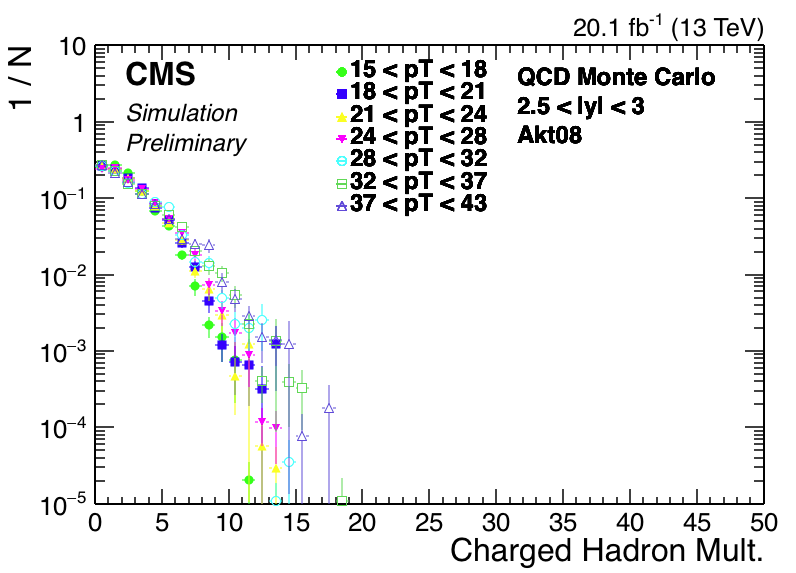 20.1 fb⁻¹ (13 TeV)
1 / N
CMS
Simulation
Preliminary
15 < pT < 18
18 < pT < 21
21 < pT < 24
24 < pT < 28
28 < pT < 32
32 < pT < 37
37 < pT < 43
QCD Monte Carlo
2.5 < |y| < 3
Akt08
10
1
10⁻¹
10⁻²
10⁻³
10⁻⁴
10⁻⁵
0 5 10 15 20 25 30 35 40 45 50
Charged Hadron Mult.